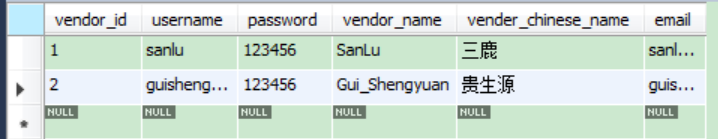 vendor_id username password vendor_name vender_chinese_name email
1 sanlu 123456 SanLu 三鹿 sanl...
2 guisheng... 123456 Gui_Shengyuan 贵生源 guis...
NULL NULL NULL NULL NULL NULL